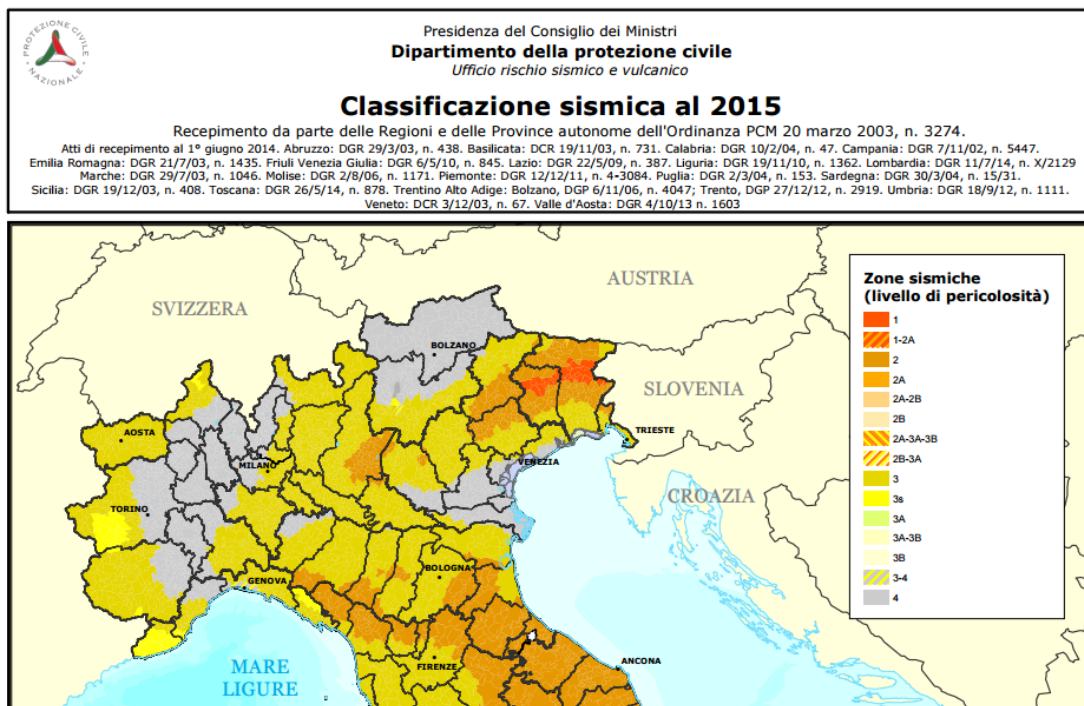 PROTEZIONE CIVILE
NAZIONALE
Presidenza del Consiglio dei Ministri
Dipartimento della protezione civile
Ufficio rischio sismico e vulcanico
Classificazione sismica al 2015
Recepimento da parte delle Regioni e delle Province autonome dell'Ordinanza PCM 20 marzo 2003, n. 3274.
Atti di recepimento al 1° giugno 2014. Abruzzo: DGR 29/3/03, n. 438. Basilicata: DCR 19/11/03, n. 731. Calabria: DGR 10/2/04, n. 47. Campania: DGR 7/11/02, n. 5447.
Emilia Romagna: DGR 21/7/03, n. 1435. Friuli Venezia Giulia: DGR 6/5/10, n. 845. Lazio: DGR 22/5/09, n. 387. Liguria: DGR 19/11/10, n. 1362. Lombardia: DGR 11/7/14, n. X/2129
Marche: DGR 29/7/03, n. 1046. Molise: DGR 2/8/06, n. 1171. Piemonte: DGR 12/12/11, n. 4-3084. Puglia: DGR 2/3/04, n. 153. Sardegna: DGR 30/3/04, n. 15/31.
Sicilia: DGR 19/12/03, n. 408. Toscana: DGR 26/5/14, n. 878. Trentino Alto Adige: Bolzano, DGP 6/11/06, n. 4047; Trento, DGP 27/12/12, n. 2919. Umbria: DGR 18/9/12, n. 1111.
Veneto: DCR 3/12/03, n. 67. Valle d'Aosta: DGR 4/10/13 n. 1603
AUSTRIA
SVIZZERA
BOLZANO
SLOVENIA
AOSTA
TRIESTE
MILANO
VENEZIA
CROAZIA
TORINO
BOLOGNA
GENOVA
FIRENZE
ANCONA
MARE
LIGURE
Zone sismiche
(livello di pericolosità)
1
1-2A
2
2A
2A-2B
2B
2A-3A-3B
2B-3A
3
3s
3A
3A-3B
3B
3-4
4